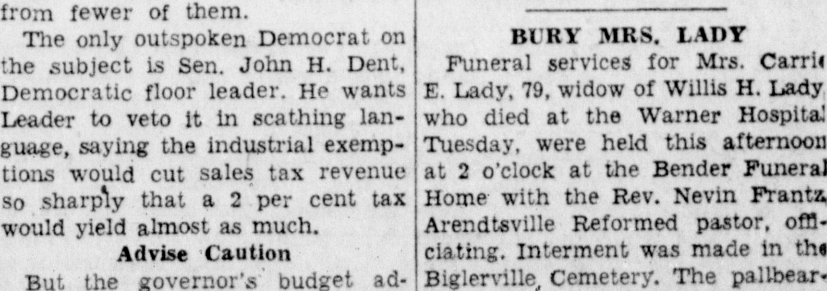 from fewer of them.
The only outspoken Democrat on
the subject is Sen. John H. Dent,
Democratic floor leader. He wants
Leader to veto it in scathing lan-
guage, saying the industrial exemp-
tions would cut sales tax revenue
so sharply that a 2 per cent tax
would yield almost as much.
Advise Caution
But the governor's budget ad-
BURY MRS. LADY
Funeral services for Mrs. Carrie
E. Lady, 79, widow of Willis H. Lady
who died at the Warner Hospital
Tuesday, were held this afternoon
at 2 o'clock at the Bender Funeral
Home with the Rev. Nevin Frantz,
Arendtsville Reformed pastor, offi-
ciating. Interment was made in the
Biglerville Cemetery. The pallbear-